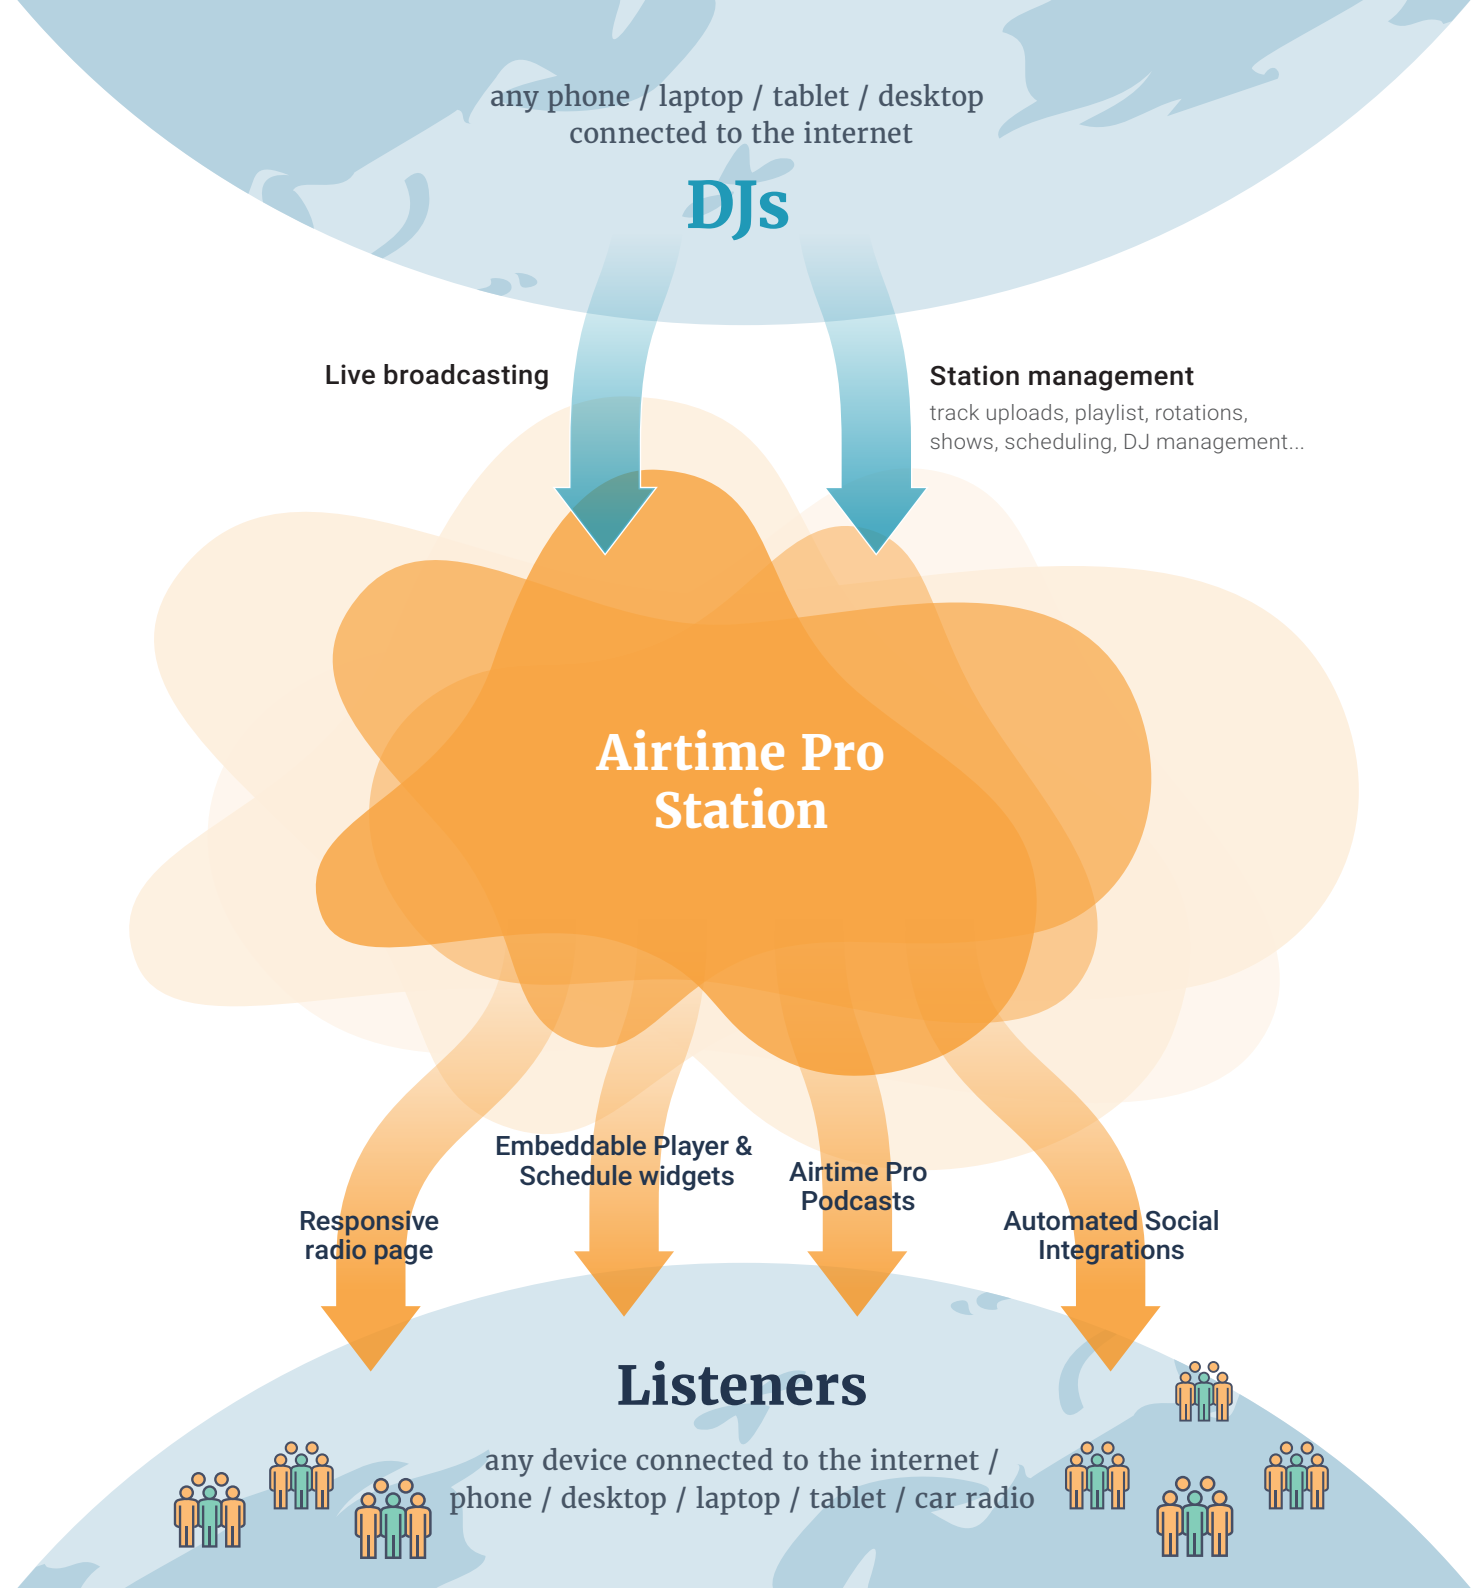 any phone / laptop / tablet / desktop
connected to the internet
DJs
Live broadcasting
Station management
track uploads, playlist, rotations,
shows, scheduling, DJ management...
Airtime Pro
Station
Embeddable Player &
Schedule widgets
Airtime Pro
Podcasts
Responsive
radio page
Automated Social
Integrations
Listeners
any device connected to the internet /
phone / desktop / laptop / tablet / car radio